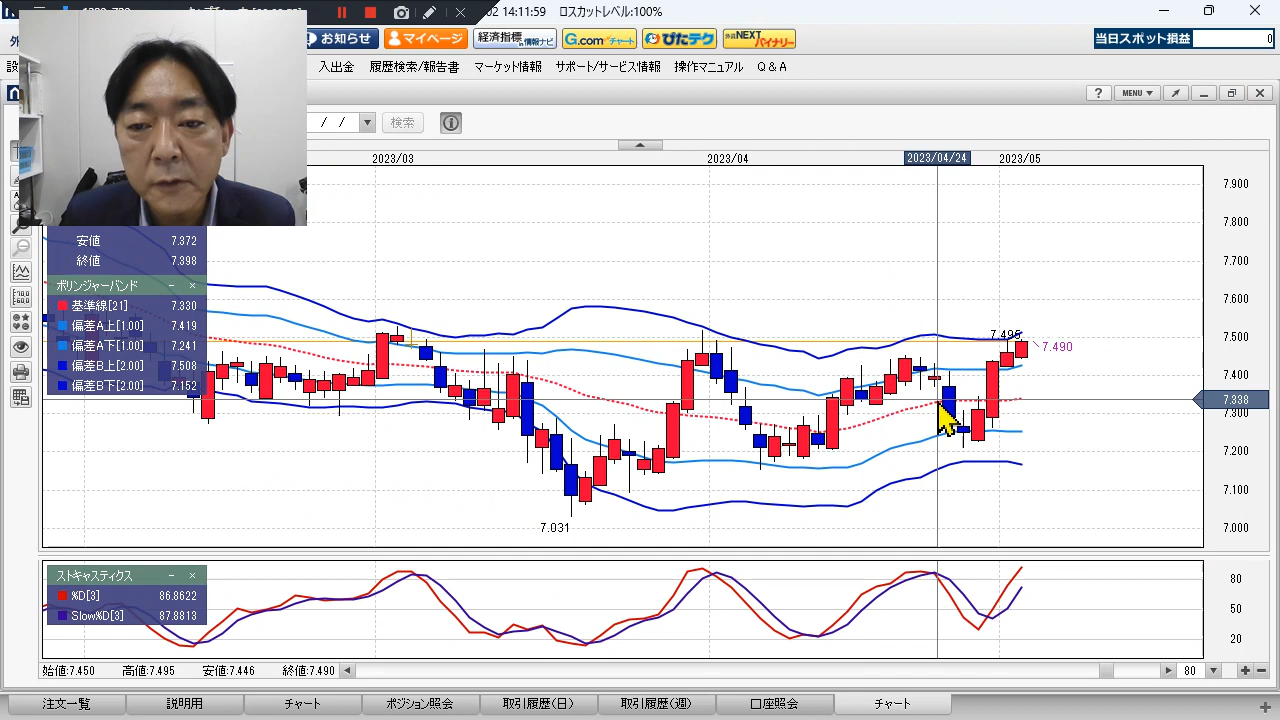 02 14:11:59 ロスカットレベル:100%
お知らせ マイページ 経済指標 in 情報ナビ G.comチャート ぴたテク 外為NEXT バイナリー 当日スポット損益 0
入出金 履歴検索/報告書 マーケット情報 サポート/サービス情報 操作マニュアル Q&A
? MENU ▼
/ / 検索
2023/03 2023/04 2023/04/24 2023/05
7.900
7.800
7.700
7.600
7.500
7.400
7.338
7.300
7.200
7.100
7.000
安値 7.372
終値 7.398
ボリンジャーバンド
基準線[21] 7.330
偏差A上[1.00] 7.419
偏差A下[1.00] 7.241
偏差B上[2.00] 7.508
偏差B下[2.00] 7.152
7.495
7.490
7.031
ストキャスティクス
%D[3] 86.8622
Slow%D[3] 87.8813
80
50
20
始値:7.450 高値:7.495 安値:7.446 終値:7.490 80
注文一覧 説明用 チャート ポジション照会 取引履歴(日) 取引履歴(週) 口座照会 チャート